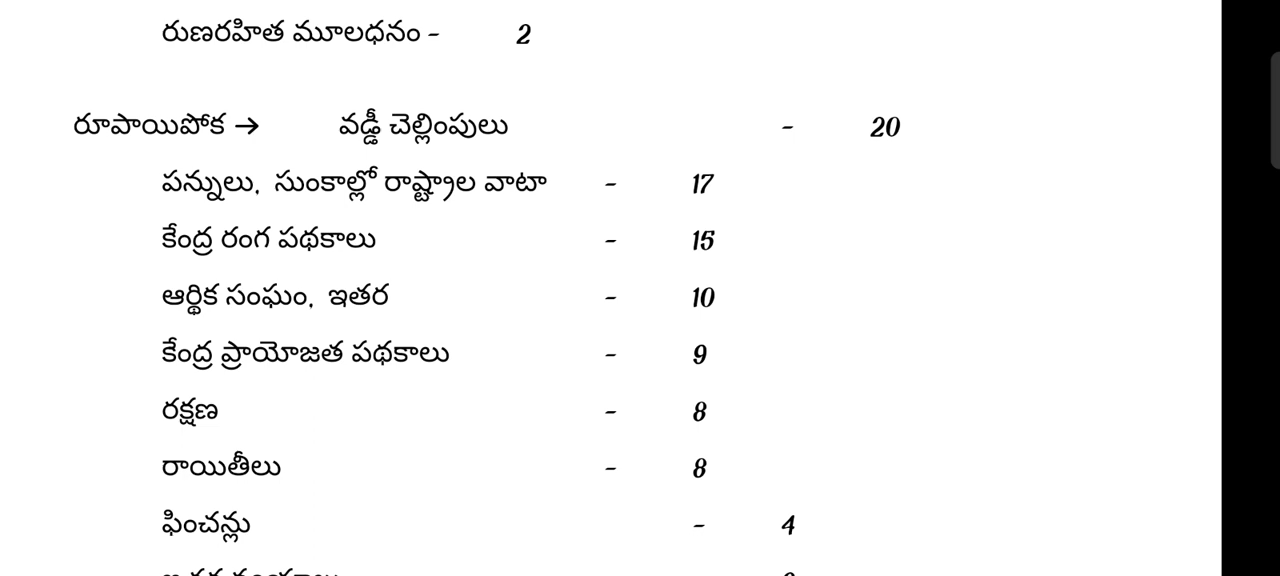 రుణరహిత మూలధనం - 2
రూపాయిపోక → వడ్డీ చెల్లింపులు - 20
పన్నులు, సుంకాల్లో రాష్ట్రాల వాటా - 17
కేంద్ర రంగ పథకాలు - 15
ఆర్థిక సంఘం, ఇతర - 10
కేంద్ర ప్రాయోజత పథకాలు - 9
రక్షణ - 8
రాయితీలు - 8
ఫించన్లు - 4